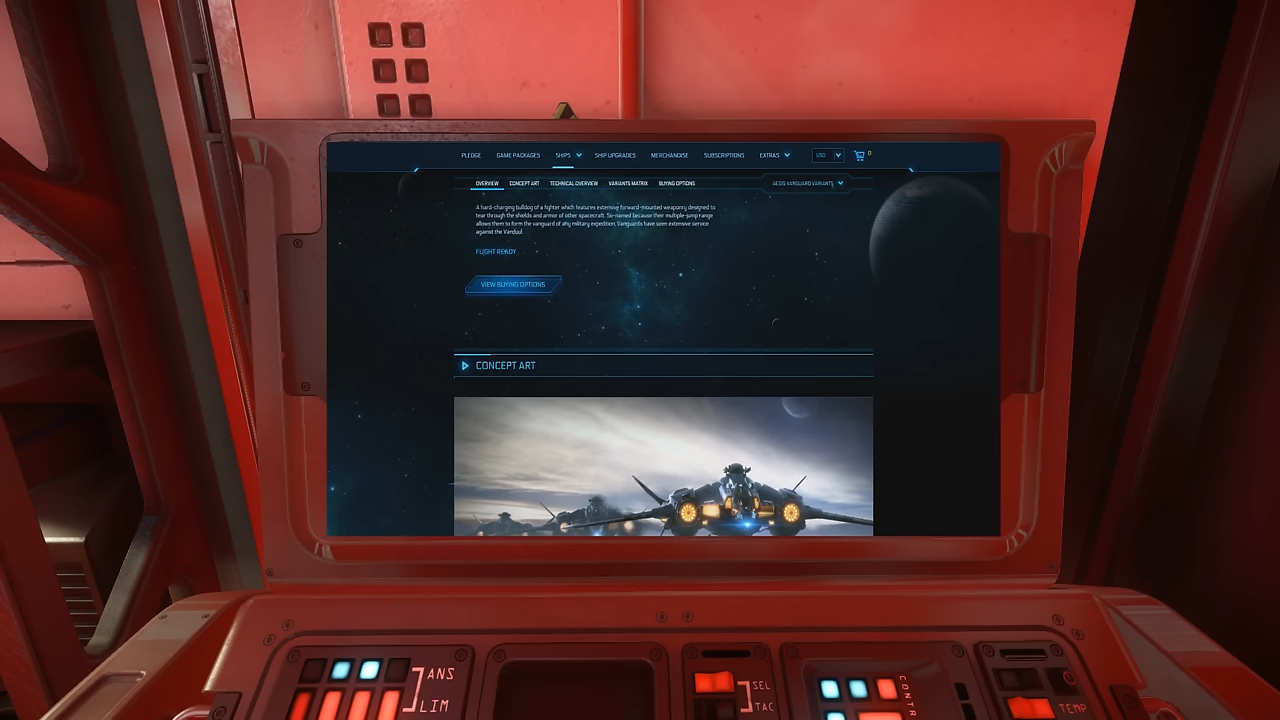 PLEDGE GAME PACKAGES SHIPS SHIP UPGRADES MERCHANDISE SUBSCRIPTIONS EXTRAS USD 0
OVERVIEW CONCEPT ART TECHNICAL OVERVIEW VARIANTS MATRIX BUYING OPTIONS AEGIS VANGUARD VARIANTS
A hard-charging bulldog of a fighter which features extensive forward-mounted weaponry designed to
tear through the shields and armor of other spacecraft. So-named because their multiple-jump range
allows them to form the vanguard of any military expedition, Vanguards have seen extensive service
against the Vanduul.
FLIGHT READY
VIEW BUYING OPTIONS
CONCEPT ART
ANS
LIM
SEL
TAC
CONTR
TEMP